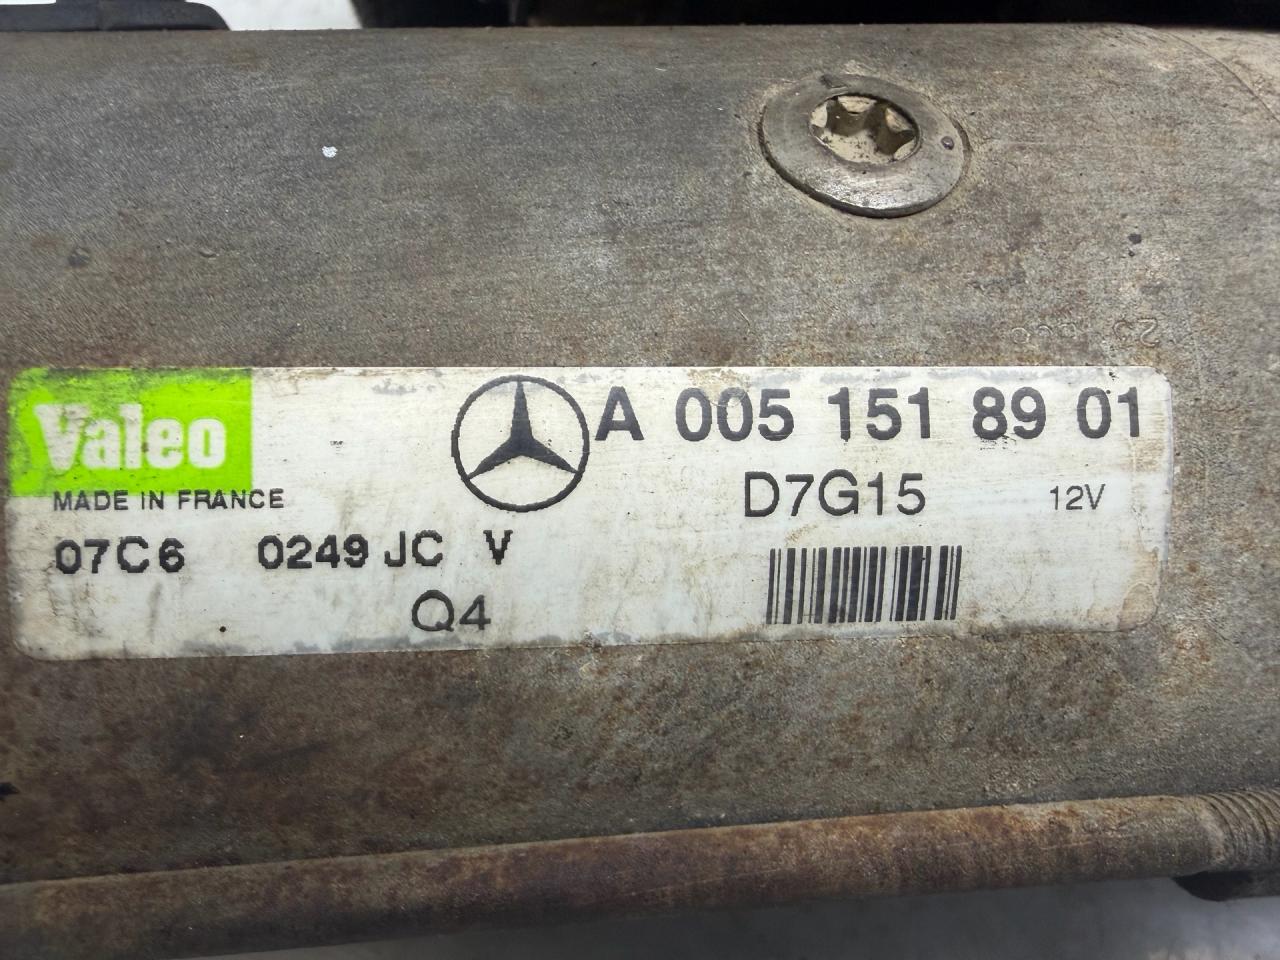 Valeo
A 005 151 89 01
MADE IN FRANCE
D7G15 12V
07C6 0249 JC V
Q4